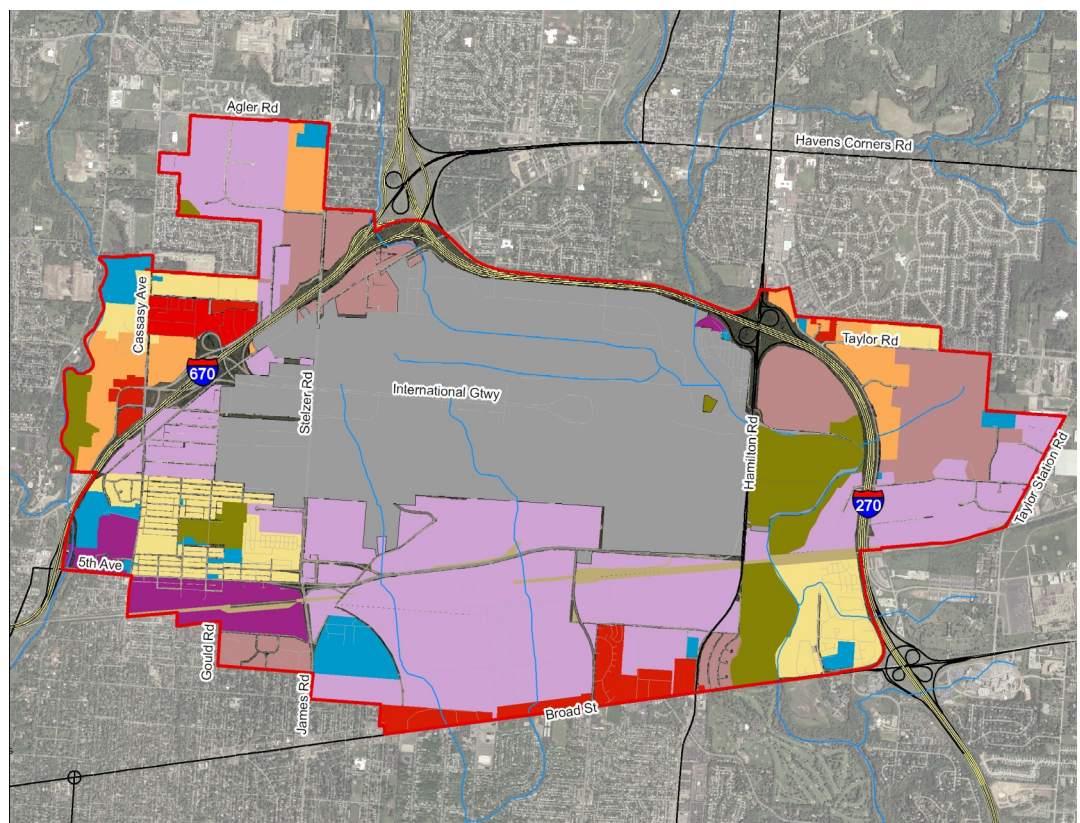 Agler Rd
Havens Corners Rd
Cassasy Ave
Taylor Rd
670
Stelzer Rd
International Gtwy
Hamilton Rd
Taylor Station Rd
270
5th Ave
Gould Rd
James Rd
Broad St